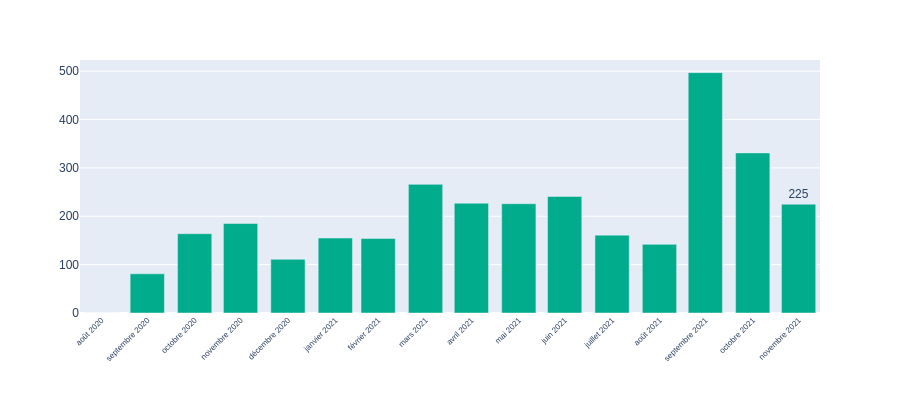 500
400
300
200
100
0
225
août 2020
septembre 2020
octobre 2020
novembre 2020
décembre 2020
janvier 2021
février 2021
mars 2021
avril 2021
mai 2021
juin 2021
juillet 2021
août 2021
septembre 2021
octobre 2021
novembre 2021